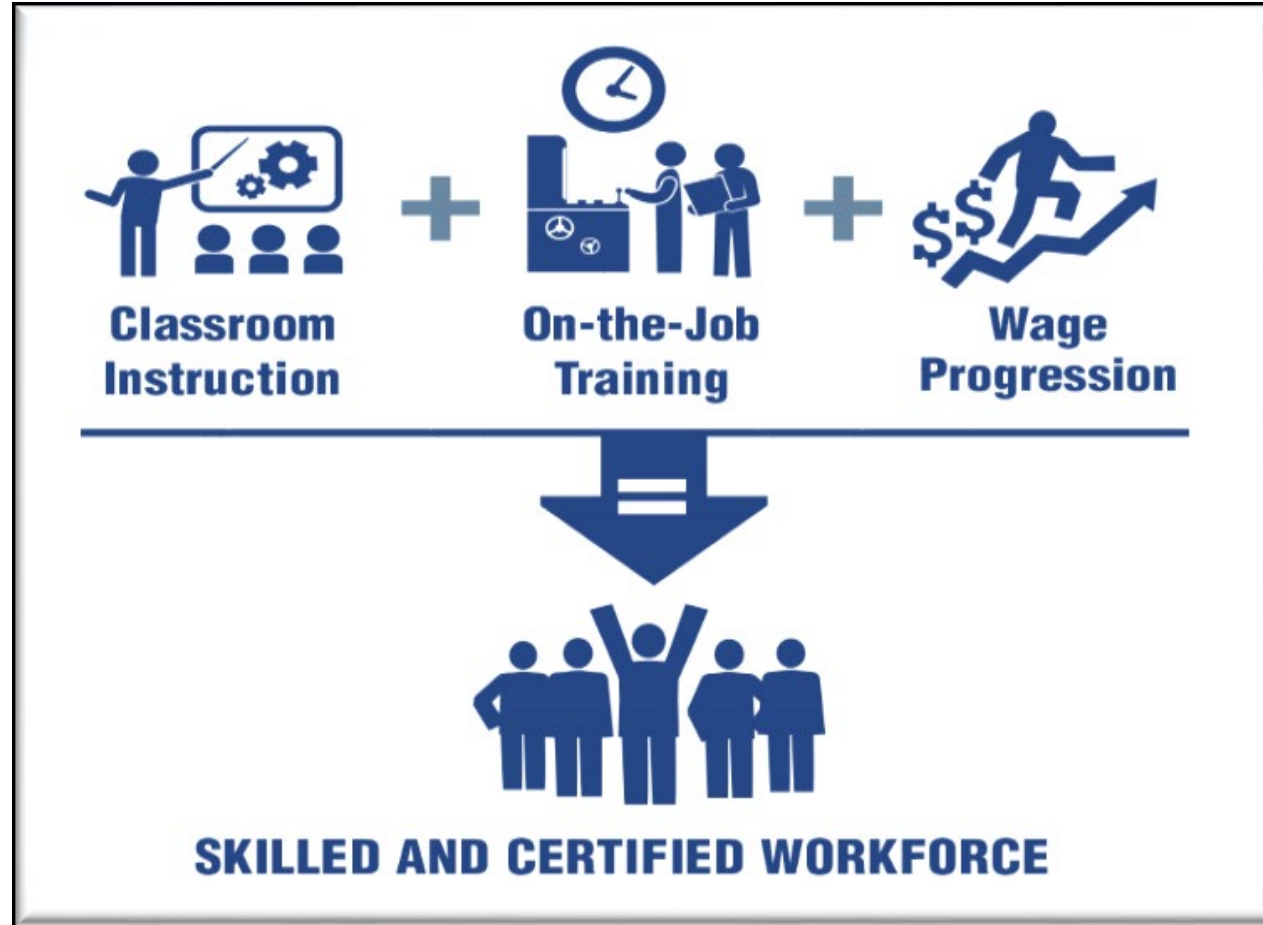 Classroom
Instruction
+
On-the-Job
Training
+
$$
Wage
Progression
=
SKILLED AND CERTIFIED WORKFORCE